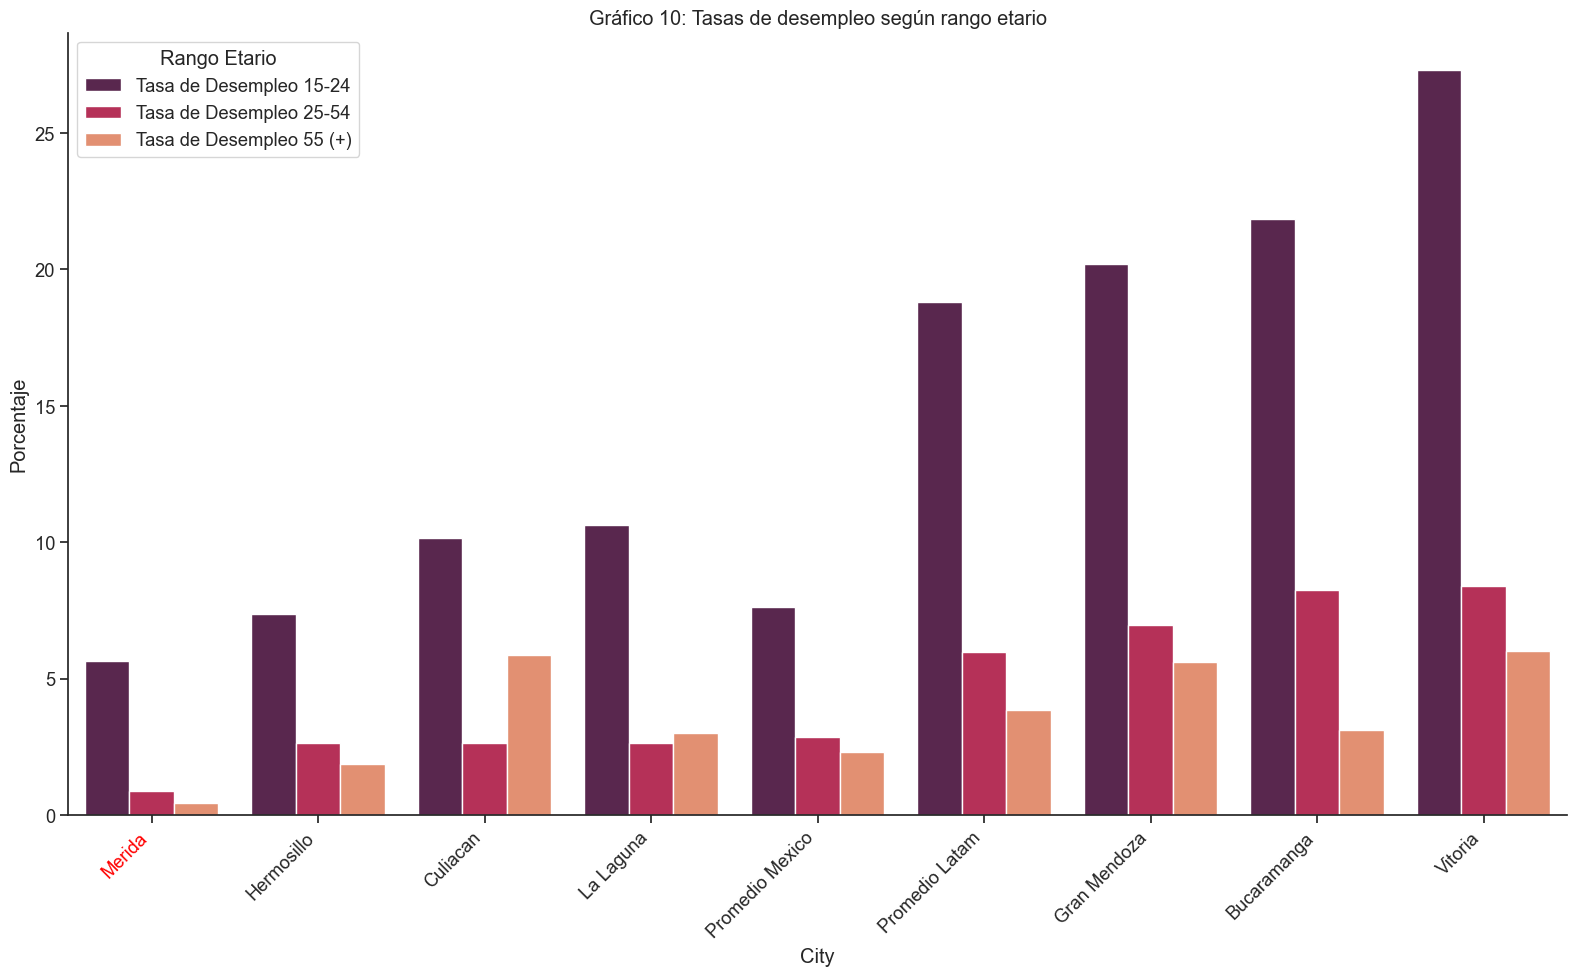 Gráfico 10: Tasas de desempleo según rango etario
Rango Etario
Tasa de Desempleo 15-24
Tasa de Desempleo 25-54
Tasa de Desempleo 55 (+)
Porcentaje
25
20
15
10
5
0
Merida
Hermosillo
Culiacan
La Laguna
Promedio Mexico
Promedio Latam
Gran Mendoza
Bucaramanga
Vitoria
City